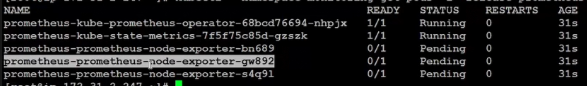 NAME READY STATUS RESTARTS AGE
prometheus-kube-prometheus-operator-68bcd76694-nhpjx 1/1 Running 0 31s
prometheus-kube-state-metrics-7f5f75c85d-gzszk 1/1 Running 0 31s
prometheus-prometheus-node-exporter-bn689 0/1 Pending 0 31s
prometheus-prometheus-node-exporter-gw892 0/1 Pending 0 31s
prometheus-prometheus-node-exporter-s4q9l 0/1 Pending 0 31s